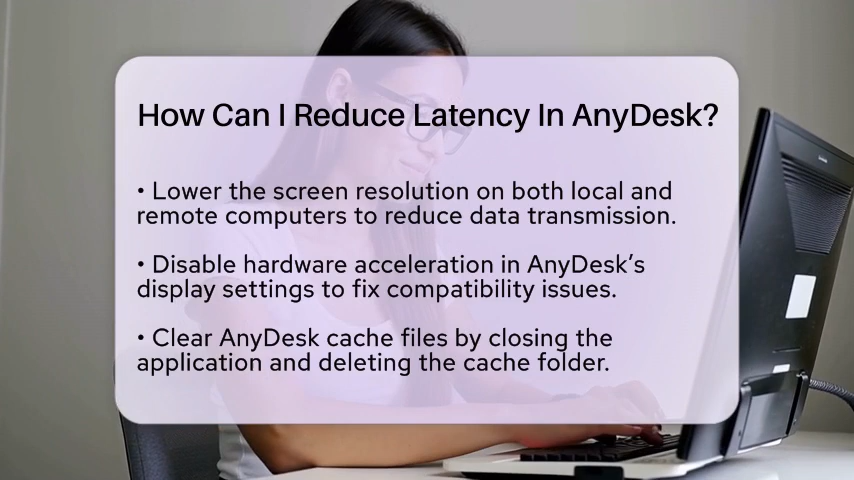 How Can I Reduce Latency In AnyDesk?
• Lower the screen resolution on both local and
remote computers to reduce data transmission.
• Disable hardware acceleration in AnyDesk’s
display settings to fix compatibility issues.
• Clear AnyDesk cache files by closing the
application and deleting the cache folder.